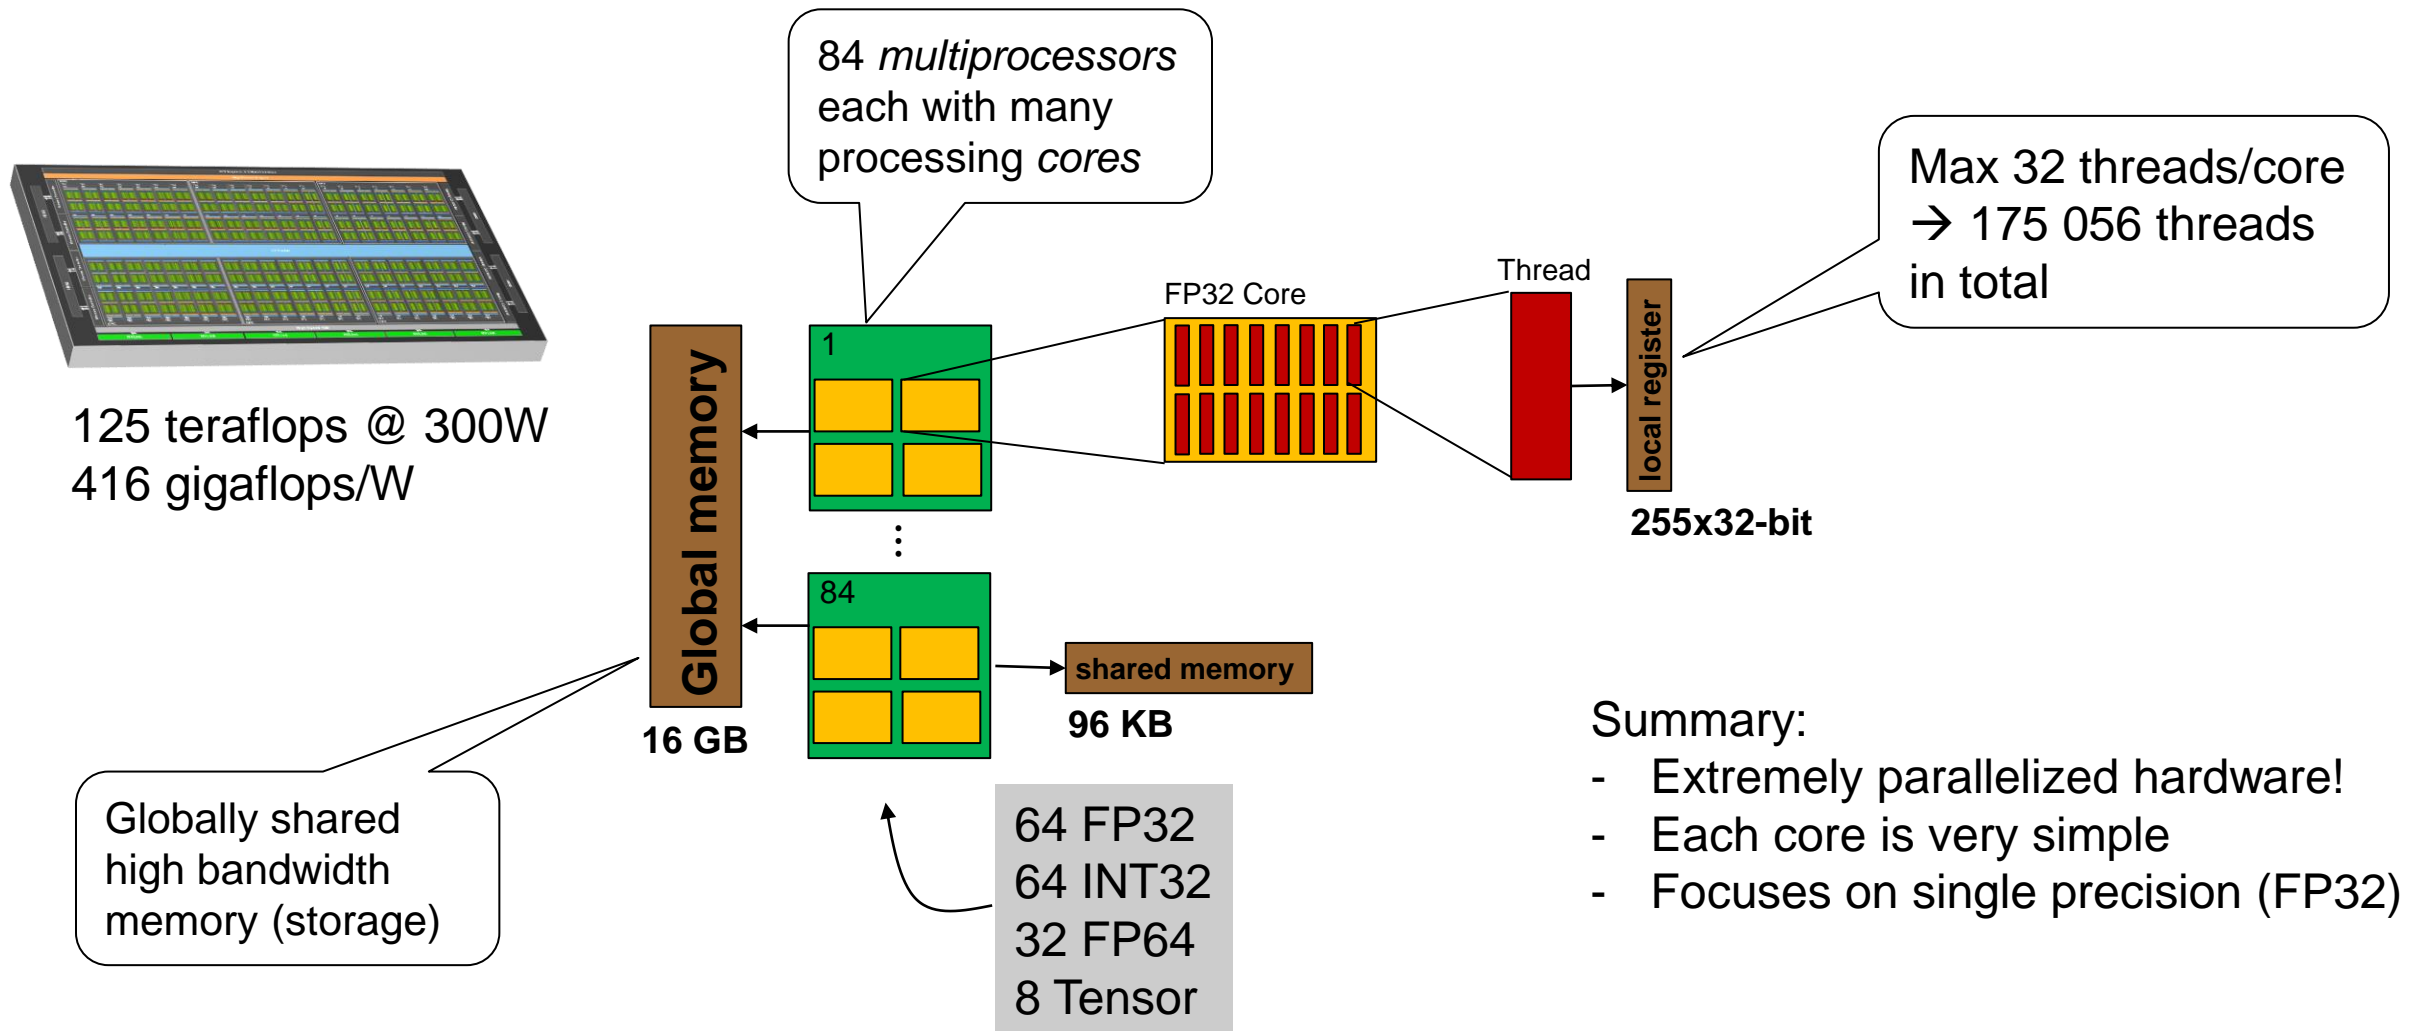 84 multiprocessors
each with many
processing cores
125 teraflops @ 300W
416 gigaflops/W
Max 32 threads/core
→ 175 056 threads
in total
Global memory
16 GB
1
⋮
84
FP32 Core
Thread
local register
255x32-bit
shared memory
96 KB
Globally shared
high bandwidth
memory (storage)
64 FP32
64 INT32
32 FP64
8 Tensor
Summary:
- Extremely parallelized hardware!
- Each core is very simple
- Focuses on single precision (FP32)